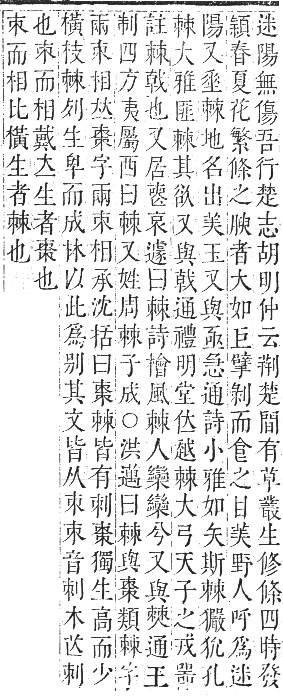 迷陽無傷吾行楚志胡明仲云荆楚間有草叢生修條四時發
穎春夏花繁條之腴者大如巨擘剝而食之甘美野人呼爲迷
陽又垂棘地名出美玉又與亟急通詩小雅如矢斯棘玁狁孔
棘大雅匪棘其欲又與戟通禮明堂位越棘大弓天子之戎器
註棘戟也又居䓇哀遽曰棘詩檜風棘人欒欒兮又與僰通王
制四方夷屬西曰棘又姓周棘子成○洪邁曰棘與棗類棘字
兩朿相並棗字兩朿相承沈括曰棗棘皆有刺棗獨生高而少
橫枝棘列生卑而成林以此爲別其文皆从朿朿音刺木芒刺
也朿而相戴立生者棗也
朿而相比橫生者棘也